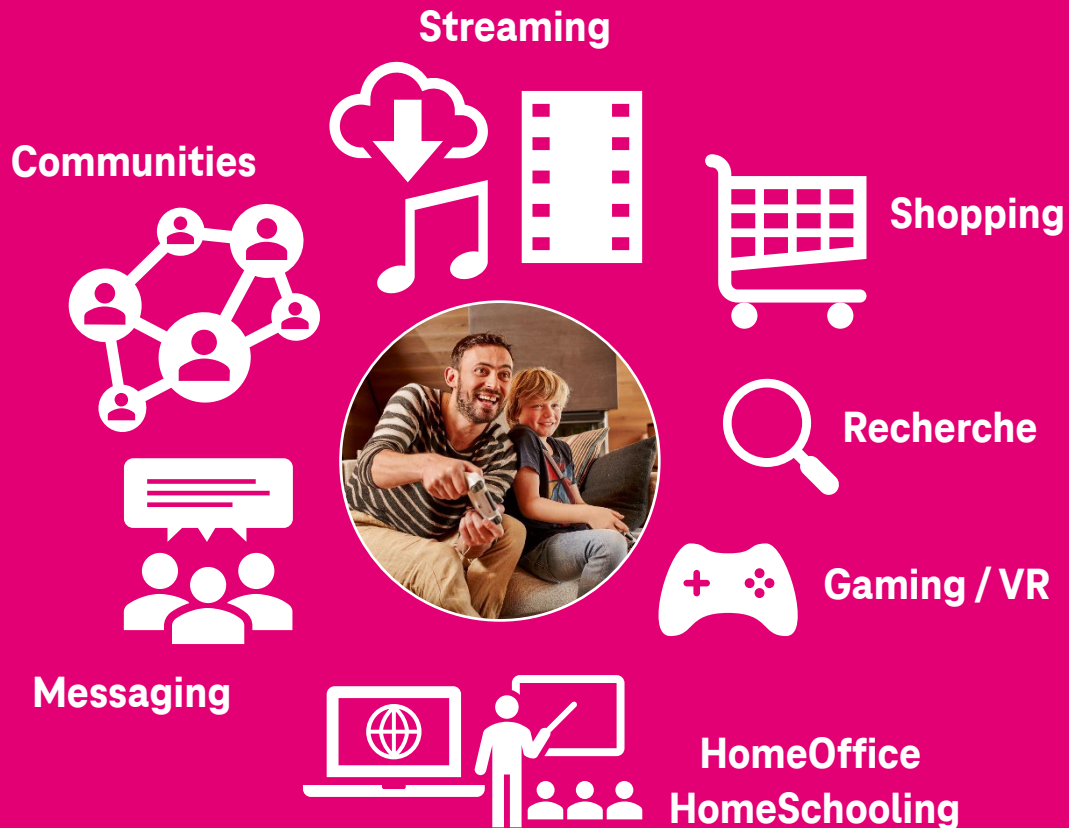 Streaming
Communities
Shopping
Recherche
Gaming / VR
Messaging
HomeOffice
HomeSchooling